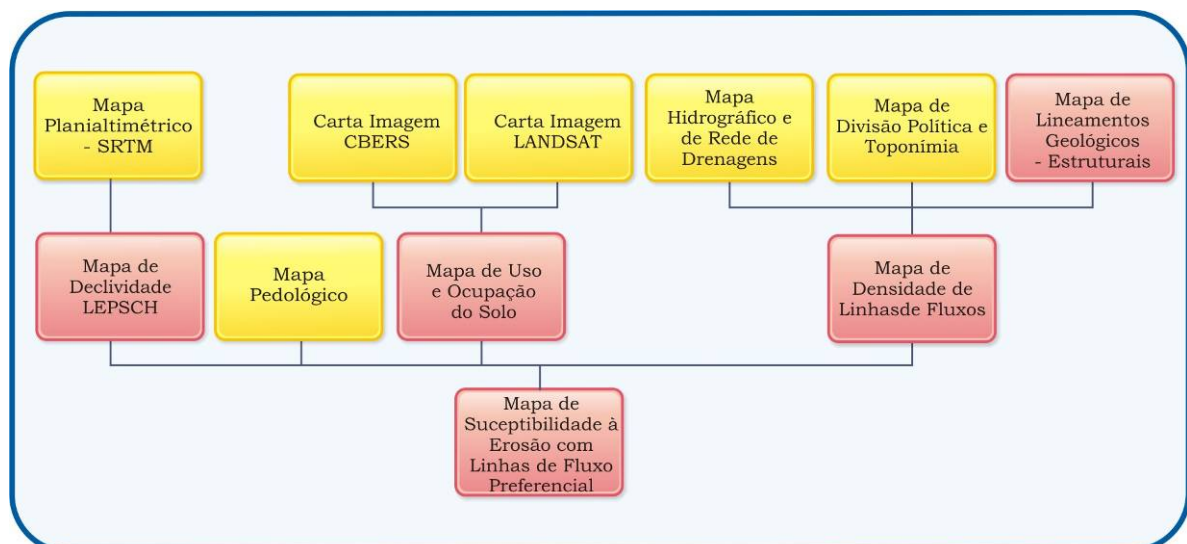 Mapa
Planialtimétrico
- SRTM
Carta Imagem
CBERS
Carta Imagem
LANDSAT
Mapa
Hidrográfico e
de Rede de
Drenagens
Mapa de
Divisão Política e
Toponímia
Mapa de
Lineamentos
Geológicos
- Estruturais
Mapa de
Declividade
LEPSCH
Mapa
Pedológico
Mapa de Uso
e Ocupação
do Solo
Mapa de
Densidade de
Linhasde Fluxos
Mapa de
Suceptibilidade à
Erosão com
Linhas de Fluxo
Preferencial